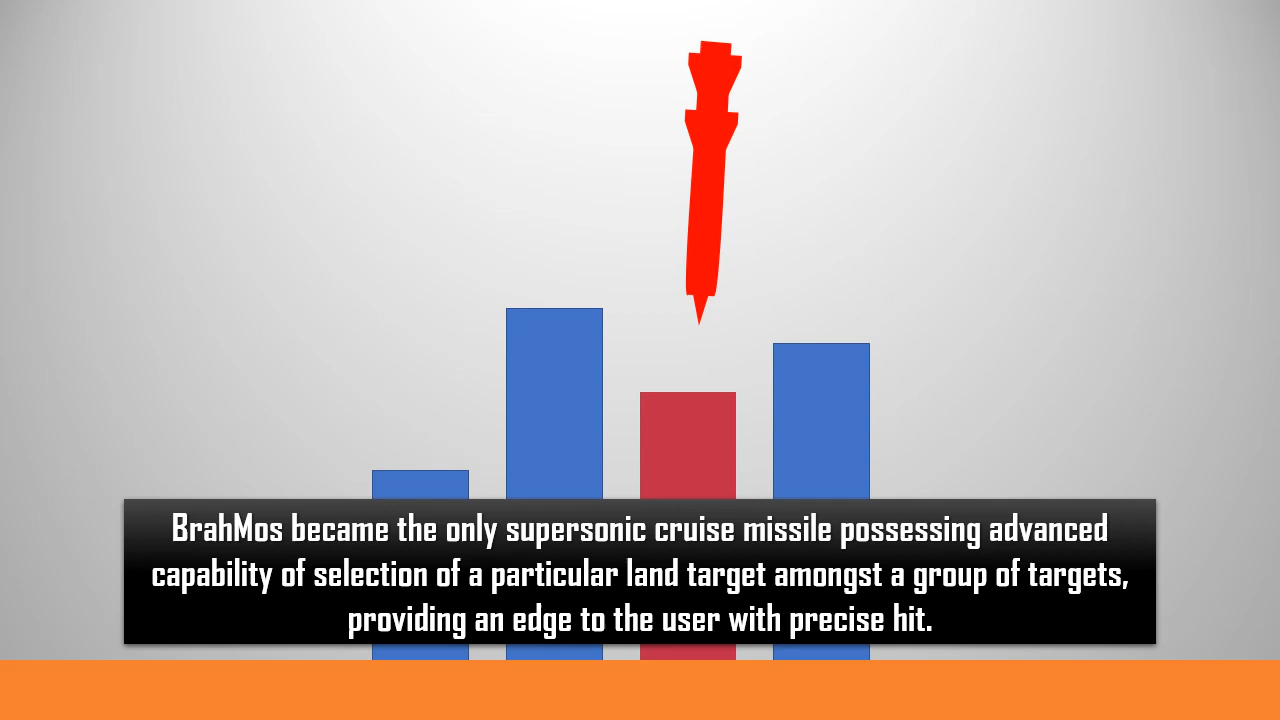 BrahMos became the only supersonic cruise missile possessing advanced
capability of selection of a particular land target amongst a group of targets,
providing an edge to the user with precise hit.